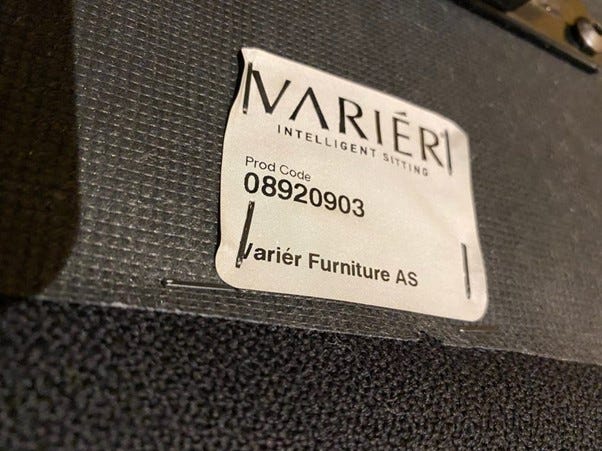 VARIÉR
INTELLIGENT SITTING
Prod Code
08920903
Variér Furniture AS